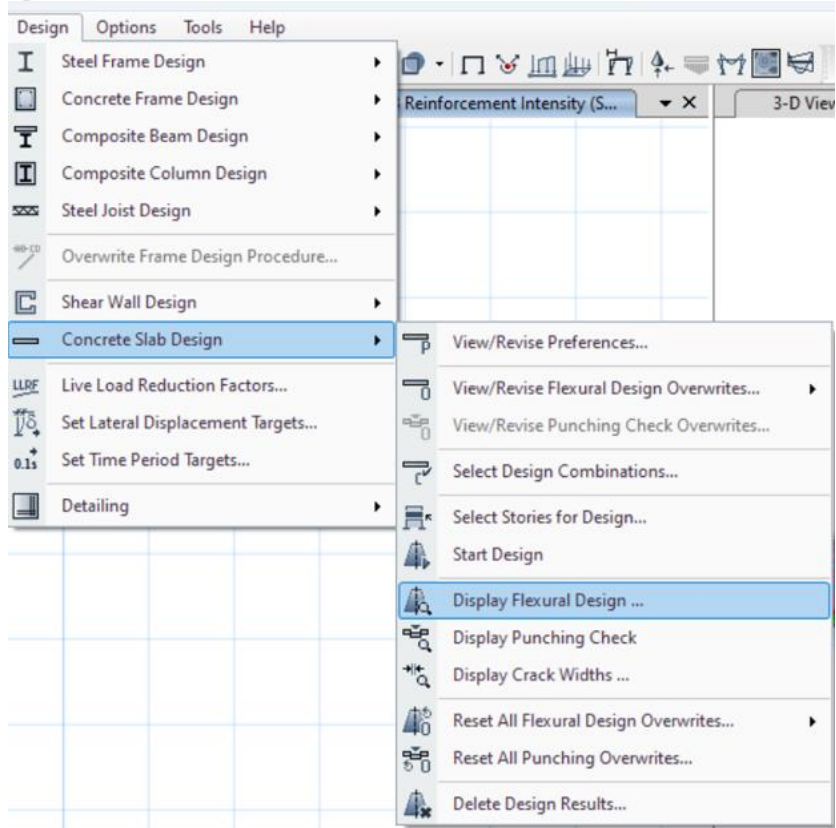 Design Options Tools Help
Steel Frame Design
Concrete Frame Design
Reinforcement Intensity (S... 3-D View
Composite Beam Design
Composite Column Design
Steel Joist Design
Overwrite Frame Design Procedure...
Shear Wall Design
Concrete Slab Design
View/Revise Preferences...
LLRF Live Load Reduction Factors...
View/Revise Flexural Design Overwrites...
Set Lateral Displacement Targets...
View/Revise Punching Check Overwrites...
0.1s Set Time Period Targets...
Select Design Combinations...
Detailing
Select Stories for Design...
Start Design
Display Flexural Design ...
Display Punching Check
Display Crack Widths ...
Reset All Flexural Design Overwrites...
Reset All Punching Overwrites...
Delete Design Results...